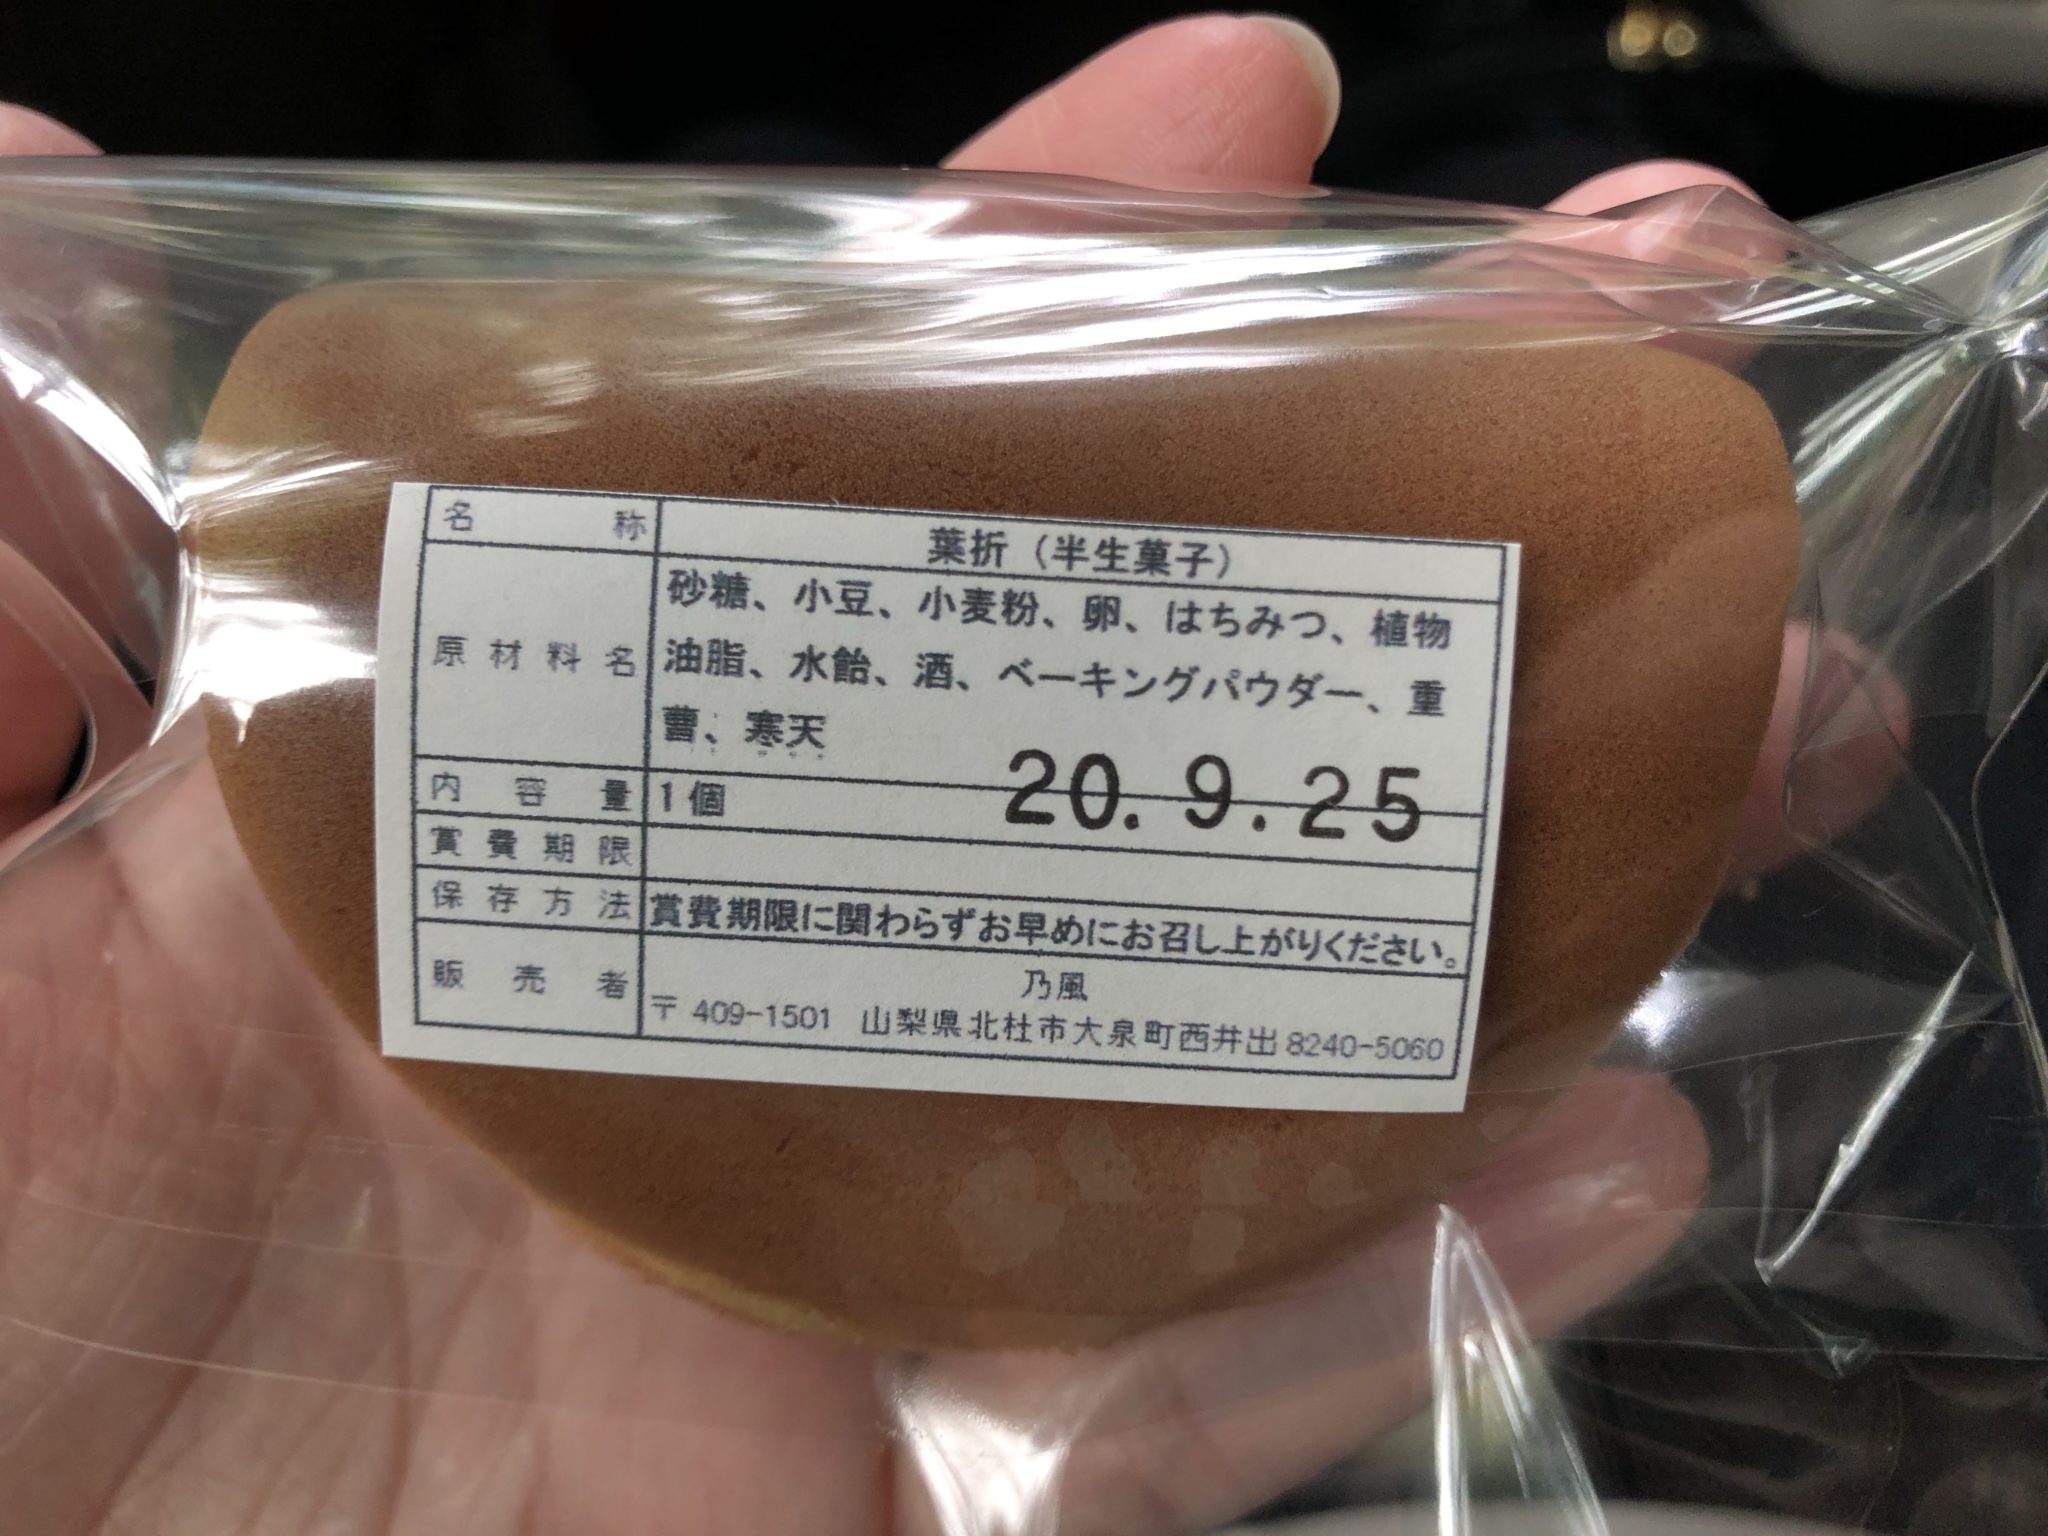 名称 葉折（半生菓子）
原材料名 砂糖、小豆、小麦粉、卵、はちみつ、植物
油脂、水飴、酒、ベーキングパウダー、重
曹、寒天
内容量 1個
20.9.25
賞費期限
保存方法 賞費期限に関わらずお早めにお召し上がりください。
販売者 乃風
〒409-1501 山梨県北杜市大泉町西井出8240-5060